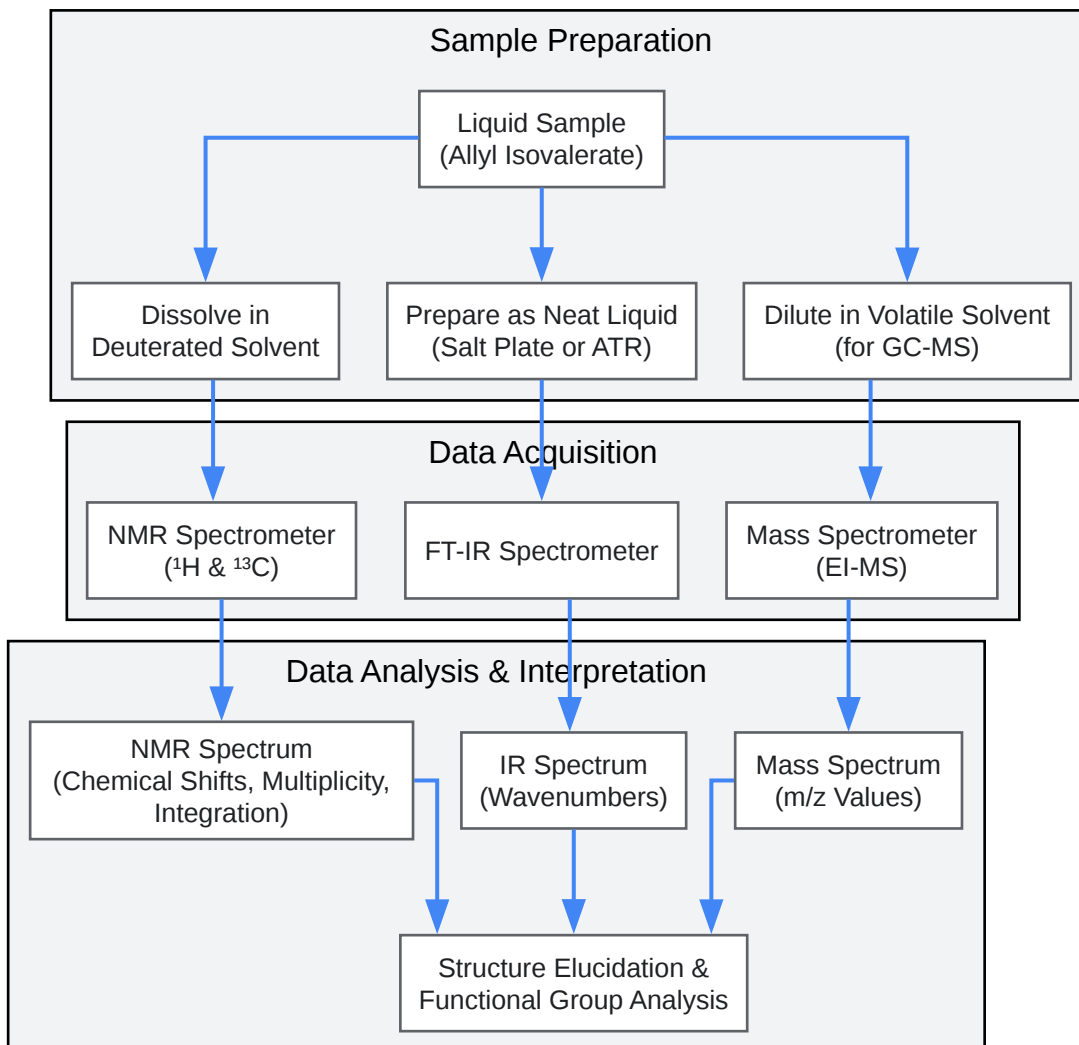 Sample Preparation
Liquid Sample
(Allyl Isovalerate)
Dissolve in
Deuterated Solvent
Prepare as Neat Liquid
(Salt Plate or ATR)
Dilute in Volatile Solvent
(for GC-MS)
Data Acquisition
NMR Spectrometer
(¹H & ¹³C)
FT-IR Spectrometer
Mass Spectrometer
(EI-MS)
Data Analysis & Interpretation
NMR Spectrum
(Chemical Shifts, Multiplicity,
Integration)
IR Spectrum
(Wavenumbers)
Mass Spectrum
(m/z Values)
Structure Elucidation &
Functional Group Analysis